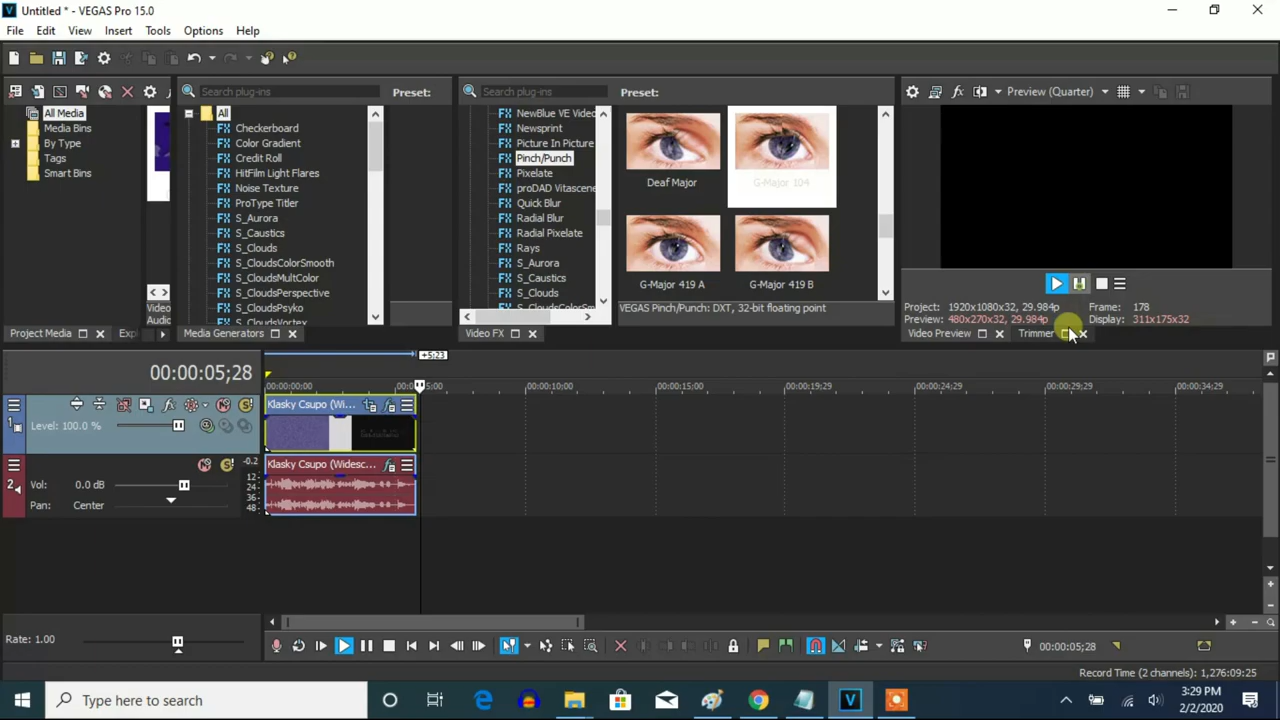 Untitled * - VEGAS Pro 15.0
File Edit View Insert Tools Options Help
Search plug-ins
Preset:
Search plug-ins
Preset:
Preview (Quarter)
All Media
Media Bins
By Type
Tags
Smart Bins
Video
Audio
All
Checkerboard
Color Gradient
Credit Roll
HitFilm Light Flares
Noise Texture
ProType Titler
S_Aurora
S_Caustics
S_Clouds
S_CloudsColorSmooth
S_CloudsMultColor
S_CloudsPerspective
S_CloudsPsyko
S_CloudsVortex
NewBlue VE Video
Newsprint
Picture In Picture
Pinch/Punch
Pixelate
proDAD Vitascene
Quick Blur
Radial Blur
Radial Pixelate
Rays
S_Aurora
S_Caustics
S_Clouds
S_CloudsColorSm
Deaf Major
G-Major 104
G-Major 419 A
G-Major 419 B
VEGAS Pinch/Punch: DXT, 32-bit floating point
Project: 1920x1080x32, 29.984p
Frame: 178
Preview: 480x270x32, 29.984p
Display: 311x175x32
Project Media
Exp
Media Generators
Video FX
Video Preview
Trimmer
+5;23
00:00:05;28
00:00:00;00
00:00:05;00
00:00:10;00
00:00:15;00
00:00:19;29
00:00:24;29
00:00:29;29
00:00:34;29
1
Level: 100.0 %
Klasky Csupo (Wi...
2
Vol: 0.0 dB
Pan: Center
-0.2
12
24
36
48
Klasky Csupo (Widesc...
Rate: 1.00
00:00:05;28
Record Time (2 channels): 1,276:09:25
Type here to search
3:29 PM
2/2/2020